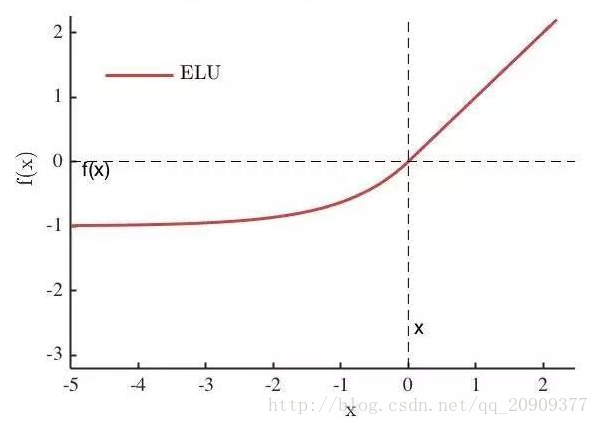 2
ELU
1
0
f(x)
f(x)
-1
-2
x
-3
-5 -4 -3 -2 -1 0 1 2
x
http://blog.csdn.net/qq_20909377